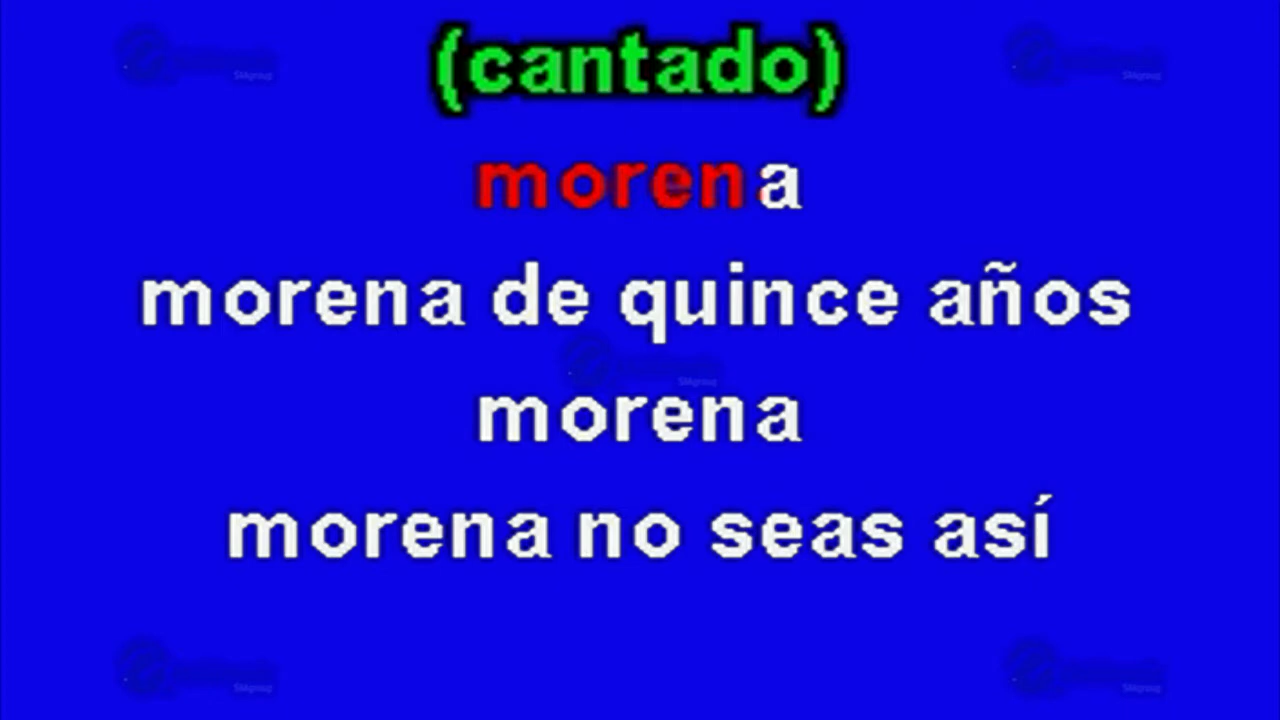 (cantado)
morena
morena de quince años
morena
morena no seas así